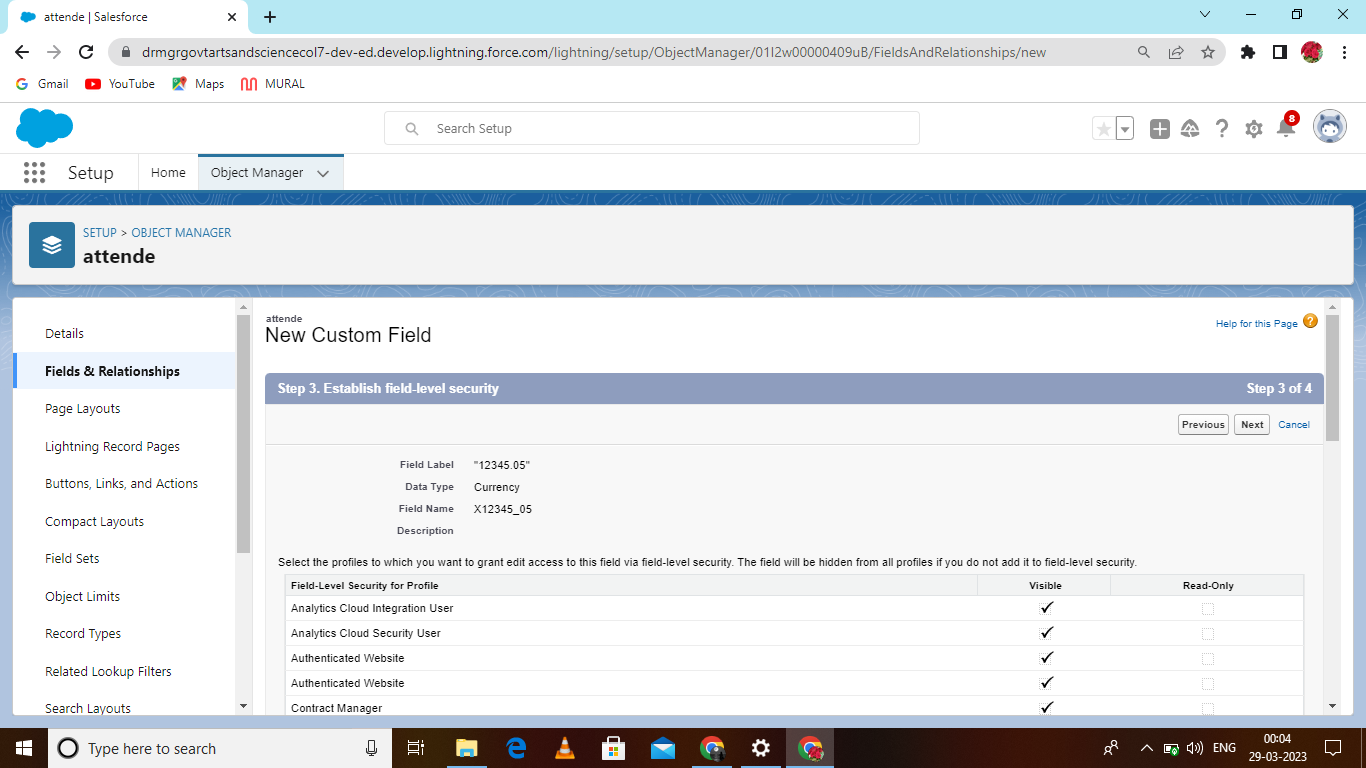 attende | Salesforce
drmgrgovtartsandsciencecol7-dev-ed.develop.lightning.force.com/lightning/setup/ObjectManager/01I2w00000409uB/FieldsAndRelationships/new
Gmail YouTube Maps MURAL
Search Setup
8
Setup Home Object Manager
SETUP > OBJECT MANAGER
attende
Details
Fields & Relationships
Page Layouts
Lightning Record Pages
Buttons, Links, and Actions
Compact Layouts
Field Sets
Object Limits
Record Types
Related Lookup Filters
Search Layouts
attende
New Custom Field
Help for this Page ?
Step 3. Establish field-level security Step 3 of 4
Previous Next Cancel
Field Label "12345.05"
Data Type Currency
Field Name X12345_05
Description
Select the profiles to which you want to grant edit access to this field via field-level security. The field will be hidden from all profiles if you do not add it to field-level security.
Field-Level Security for Profile Visible Read-Only
Analytics Cloud Integration User
Analytics Cloud Security User
Authenticated Website
Authenticated Website
Contract Manager
Type here to search
ENG
00:04
29-03-2023